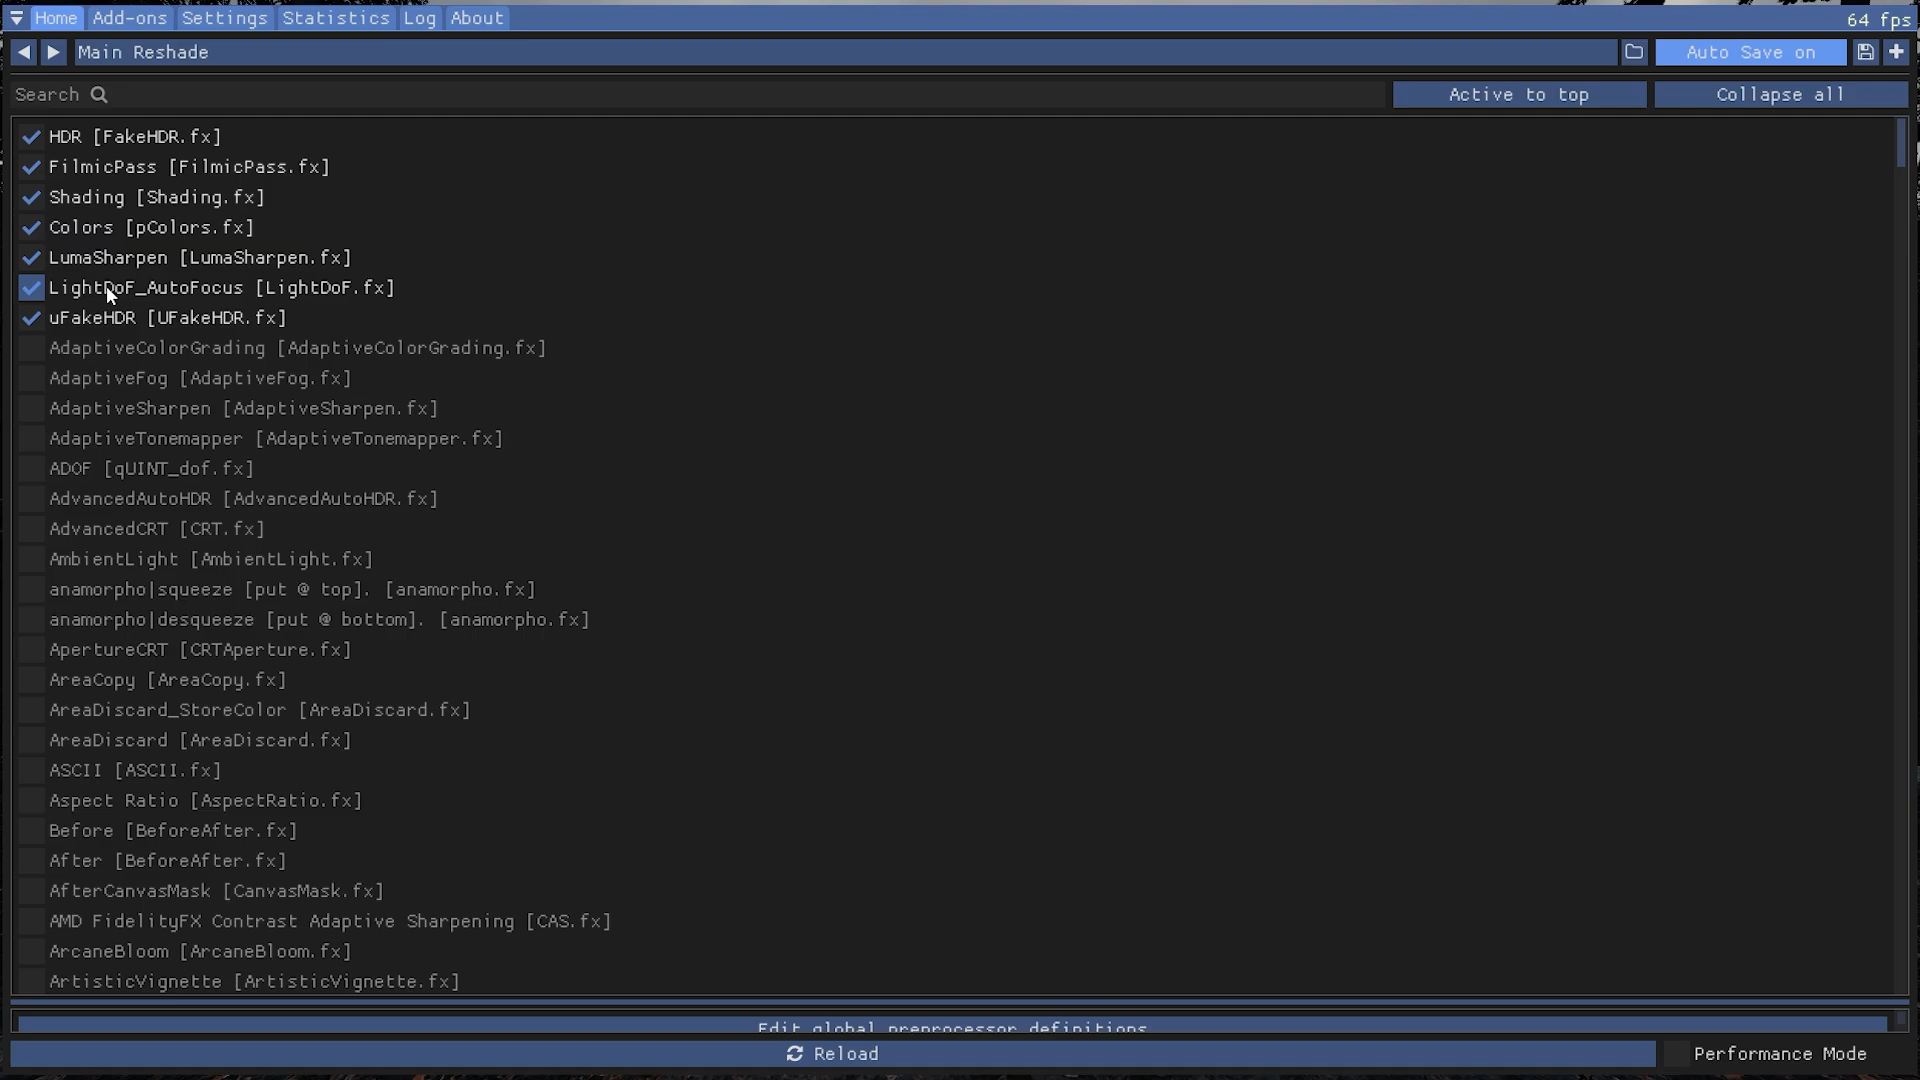 Home Add-ons Settings Statistics Log About 64 fps
Main Reshade Auto Save on
Search Active to top Collapse all
HDR [FakeHDR.fx]
FilmicPass [FilmicPass.fx]
Shading [Shading.fx]
Colors [pColors.fx]
LumaSharpen [LumaSharpen.fx]
LightDoF_AutoFocus [LightDoF.fx]
uFakeHDR [UFakeHDR.fx]
AdaptiveColorGrading [AdaptiveColorGrading.fx]
AdaptiveFog [AdaptiveFog.fx]
AdaptiveSharpen [AdaptiveSharpen.fx]
AdaptiveTonemapper [AdaptiveTonemapper.fx]
ADOF [qUINT_dof.fx]
AdvancedAutoHDR [AdvancedAutoHDR.fx]
AdvancedCRT [CRT.fx]
AmbientLight [AmbientLight.fx]
anamorpho|squeeze [put @ top]. [anamorpho.fx]
anamorpho|desqueeze [put @ bottom]. [anamorpho.fx]
ApertureCRT [CRTAperture.fx]
AreaCopy [AreaCopy.fx]
AreaDiscard_StoreColor [AreaDiscard.fx]
AreaDiscard [AreaDiscard.fx]
ASCII [ASCII.fx]
Aspect Ratio [AspectRatio.fx]
Before [BeforeAfter.fx]
After [BeforeAfter.fx]
AfterCanvasMask [CanvasMask.fx]
AMD FidelityFX Contrast Adaptive Sharpening [CAS.fx]
ArcaneBloom [ArcaneBloom.fx]
ArtisticVignette [ArtisticVignette.fx]
Edit global preprocessor definitions
Reload Performance Mode